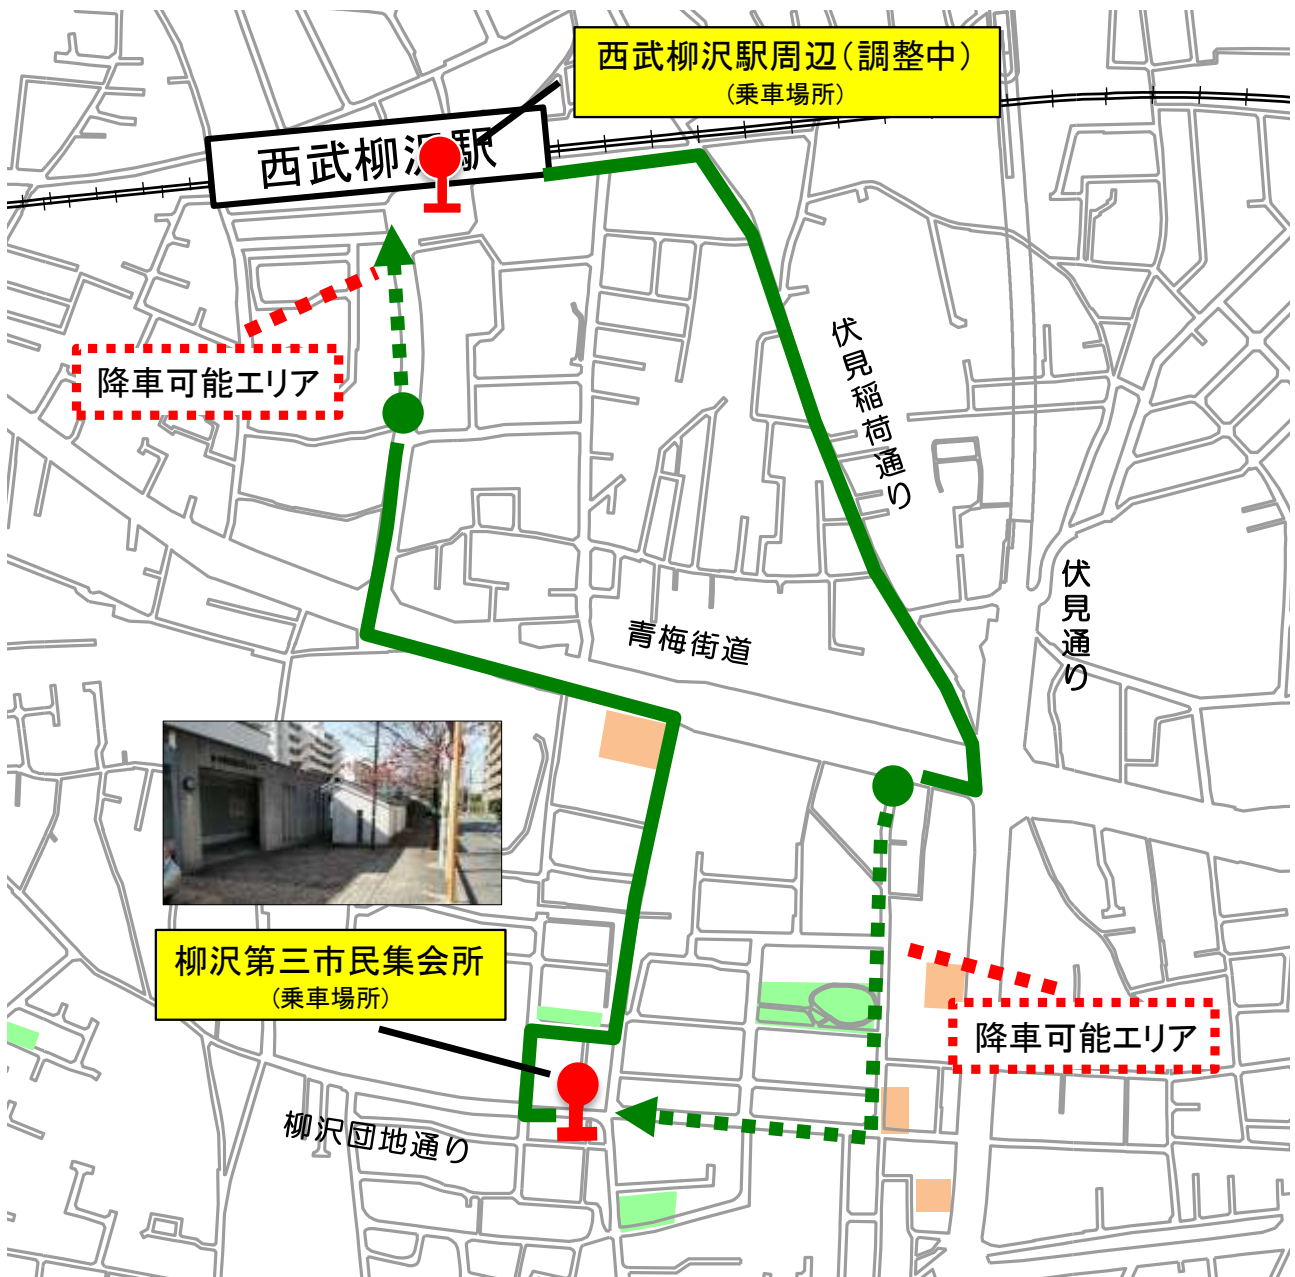 西武柳沢駅周辺（調整中）
（乗車場所）
西武柳沢駅
降車可能エリア
伏見稲荷通り
伏見通り
青梅街道
柳沢第三市民集会所
（乗車場所）
降車可能エリア
柳沢団地通り